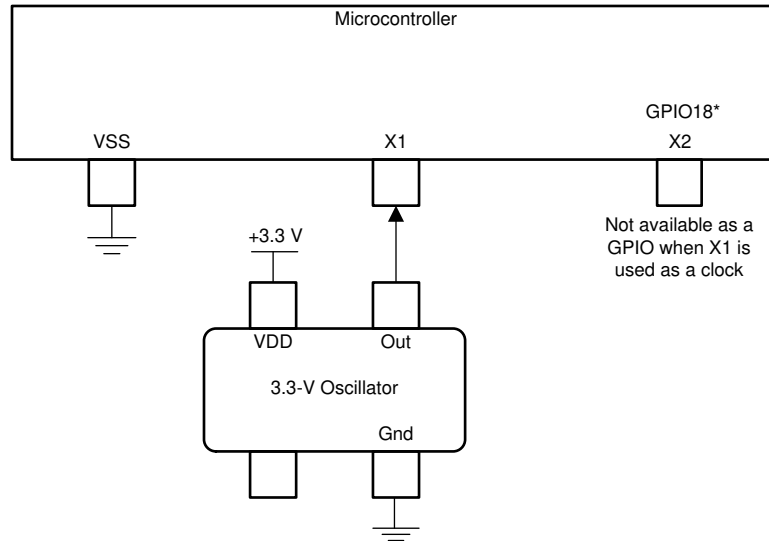 Microcontroller
GPIO18*
VSS
X1
X2
Not available as a
GPIO when X1 is
used as a clock
+3.3 V
VDD
Out
3.3-V Oscillator
Gnd